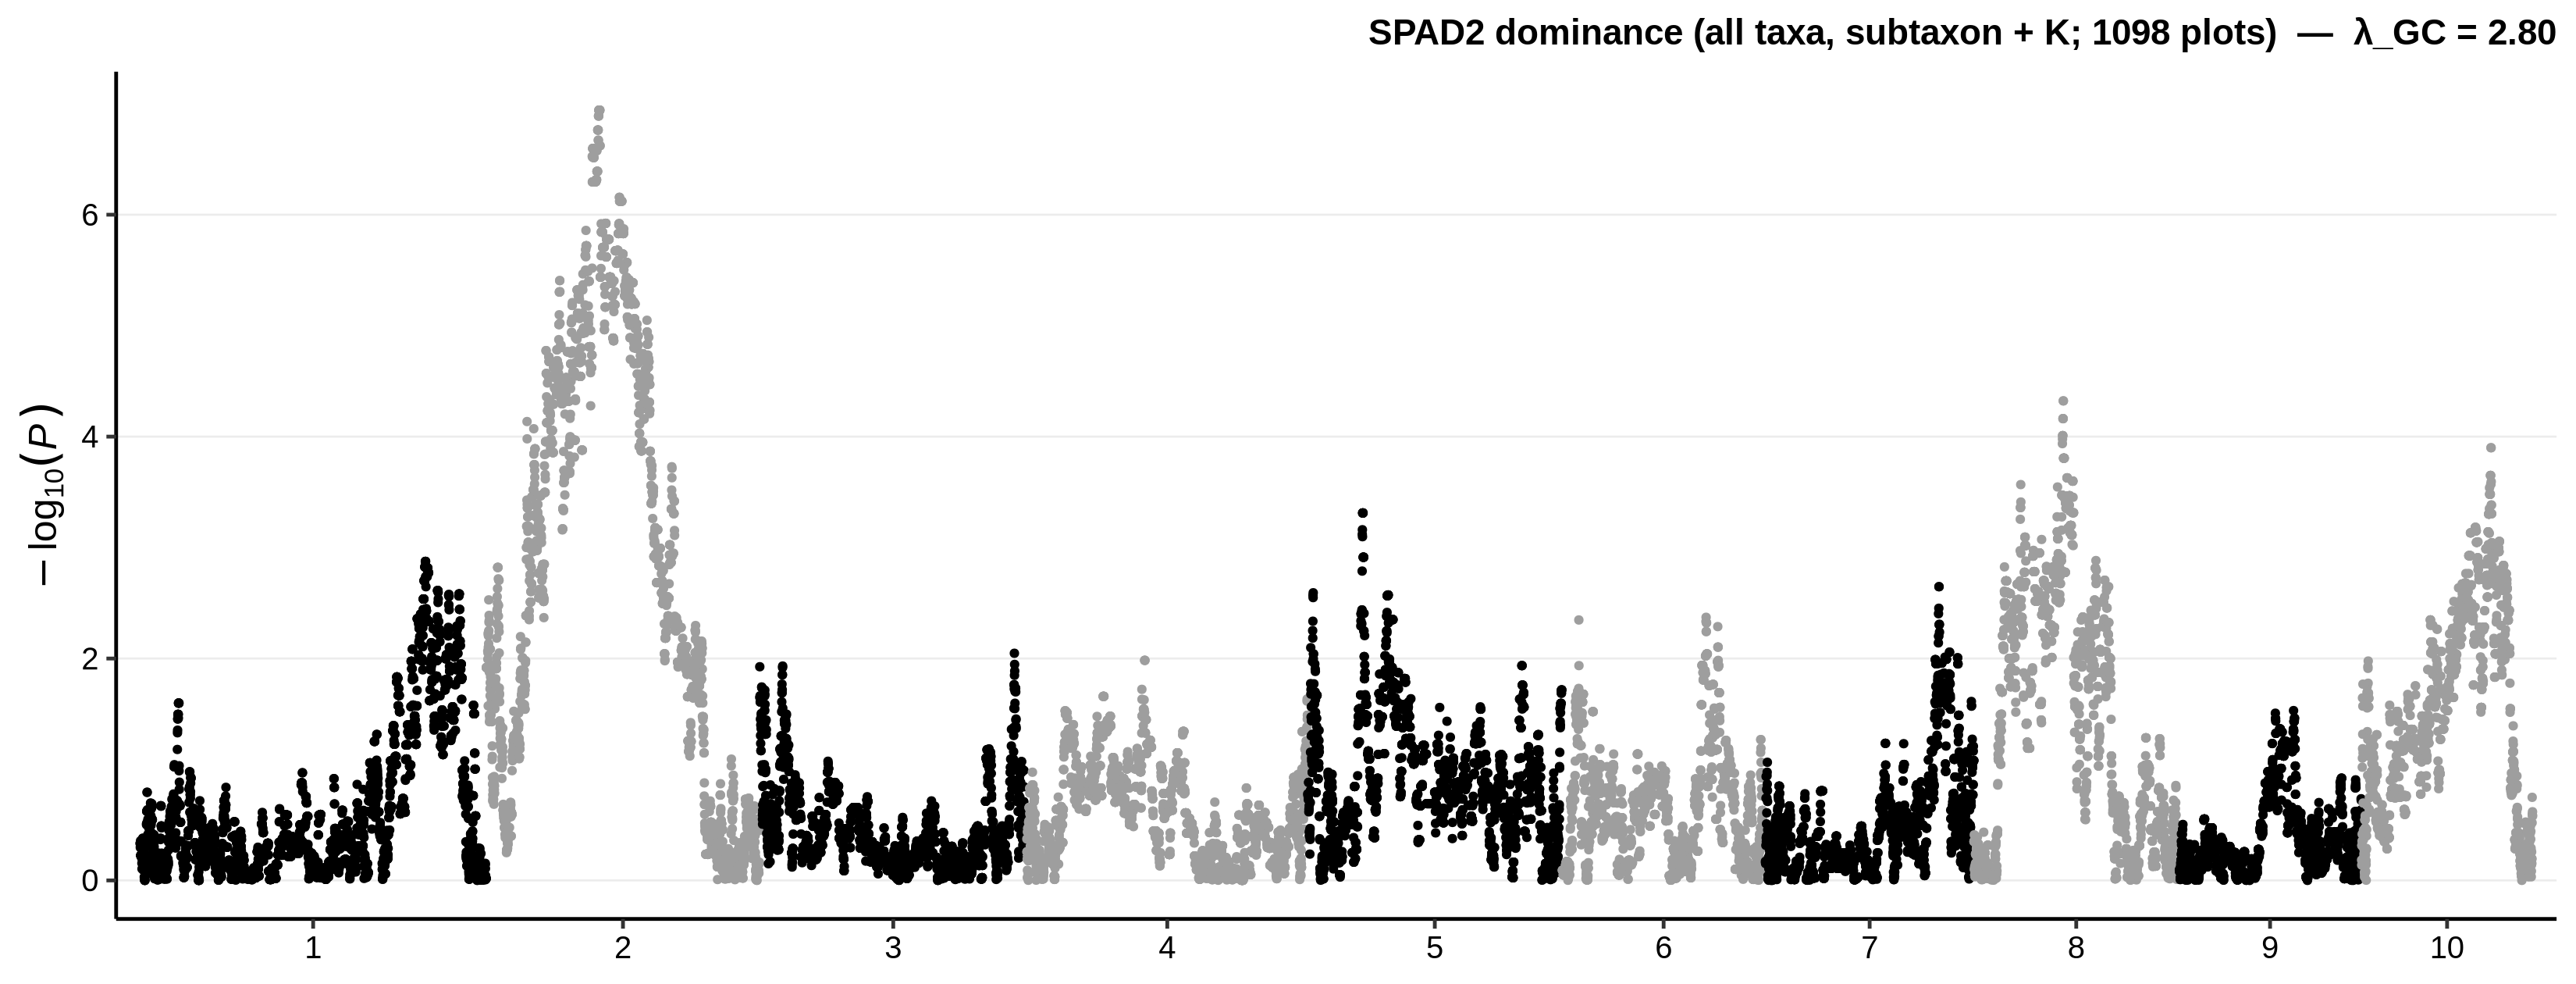 SPAD2 dominance (all taxa, subtaxon + K; 1098 plots) — λ_GC = 2.80
− log₁₀(P)
6
4
2
0
1 2 3 4 5 6 7 8 9 10